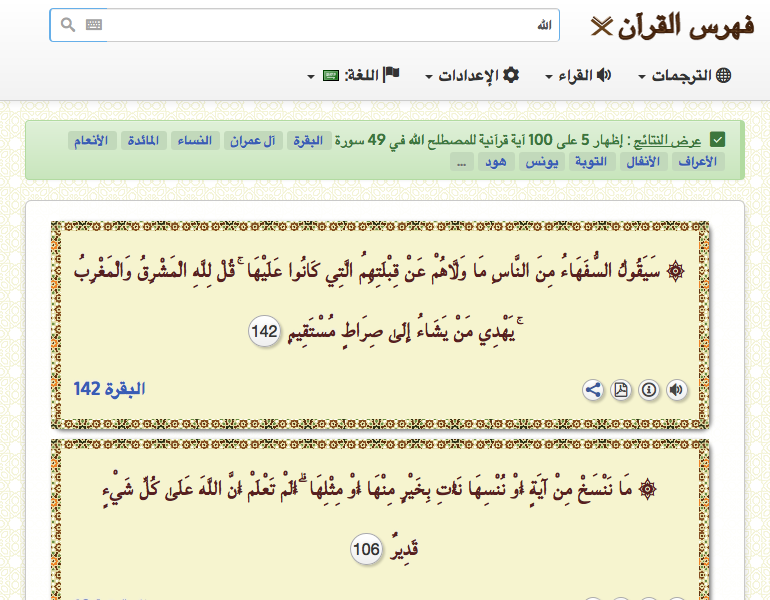 فهرس القرآن
الله
الترجمات القراء الإعدادات اللغة:
عرض النتائج : إظهار 5 على 100 آية قرآنية للمصطلح الله في 49 سورة البقرة آل عمران النساء المائدة الأنعام
الأعراف الأنفال التوبة يونس هود ...
سَيَقُولُ السُّفَهَاءُ مِنَ النَّاسِ مَا وَلَّاهُمْ عَنْ قِبْلَتِهِمُ الَّتِي كَانُوا عَلَيْهَا ۚ قُلْ لِلَّهِ الْمَشْرِقُ وَالْمَغْرِبُ
ۚ يَهْدِي مَنْ يَشَاءُ إِلَىٰ صِرَاطٍ مُسْتَقِيمٍ 142
البقرة 142
مَا نَنْسَخْ مِنْ آيَةٍ أَوْ نُنْسِهَا نَأْتِ بِخَيْرٍ مِنْهَا أَوْ مِثْلِهَا ۗ أَلَمْ تَعْلَمْ أَنَّ اللَّهَ عَلَىٰ كُلِّ شَيْءٍ
قَدِيرٌ 106